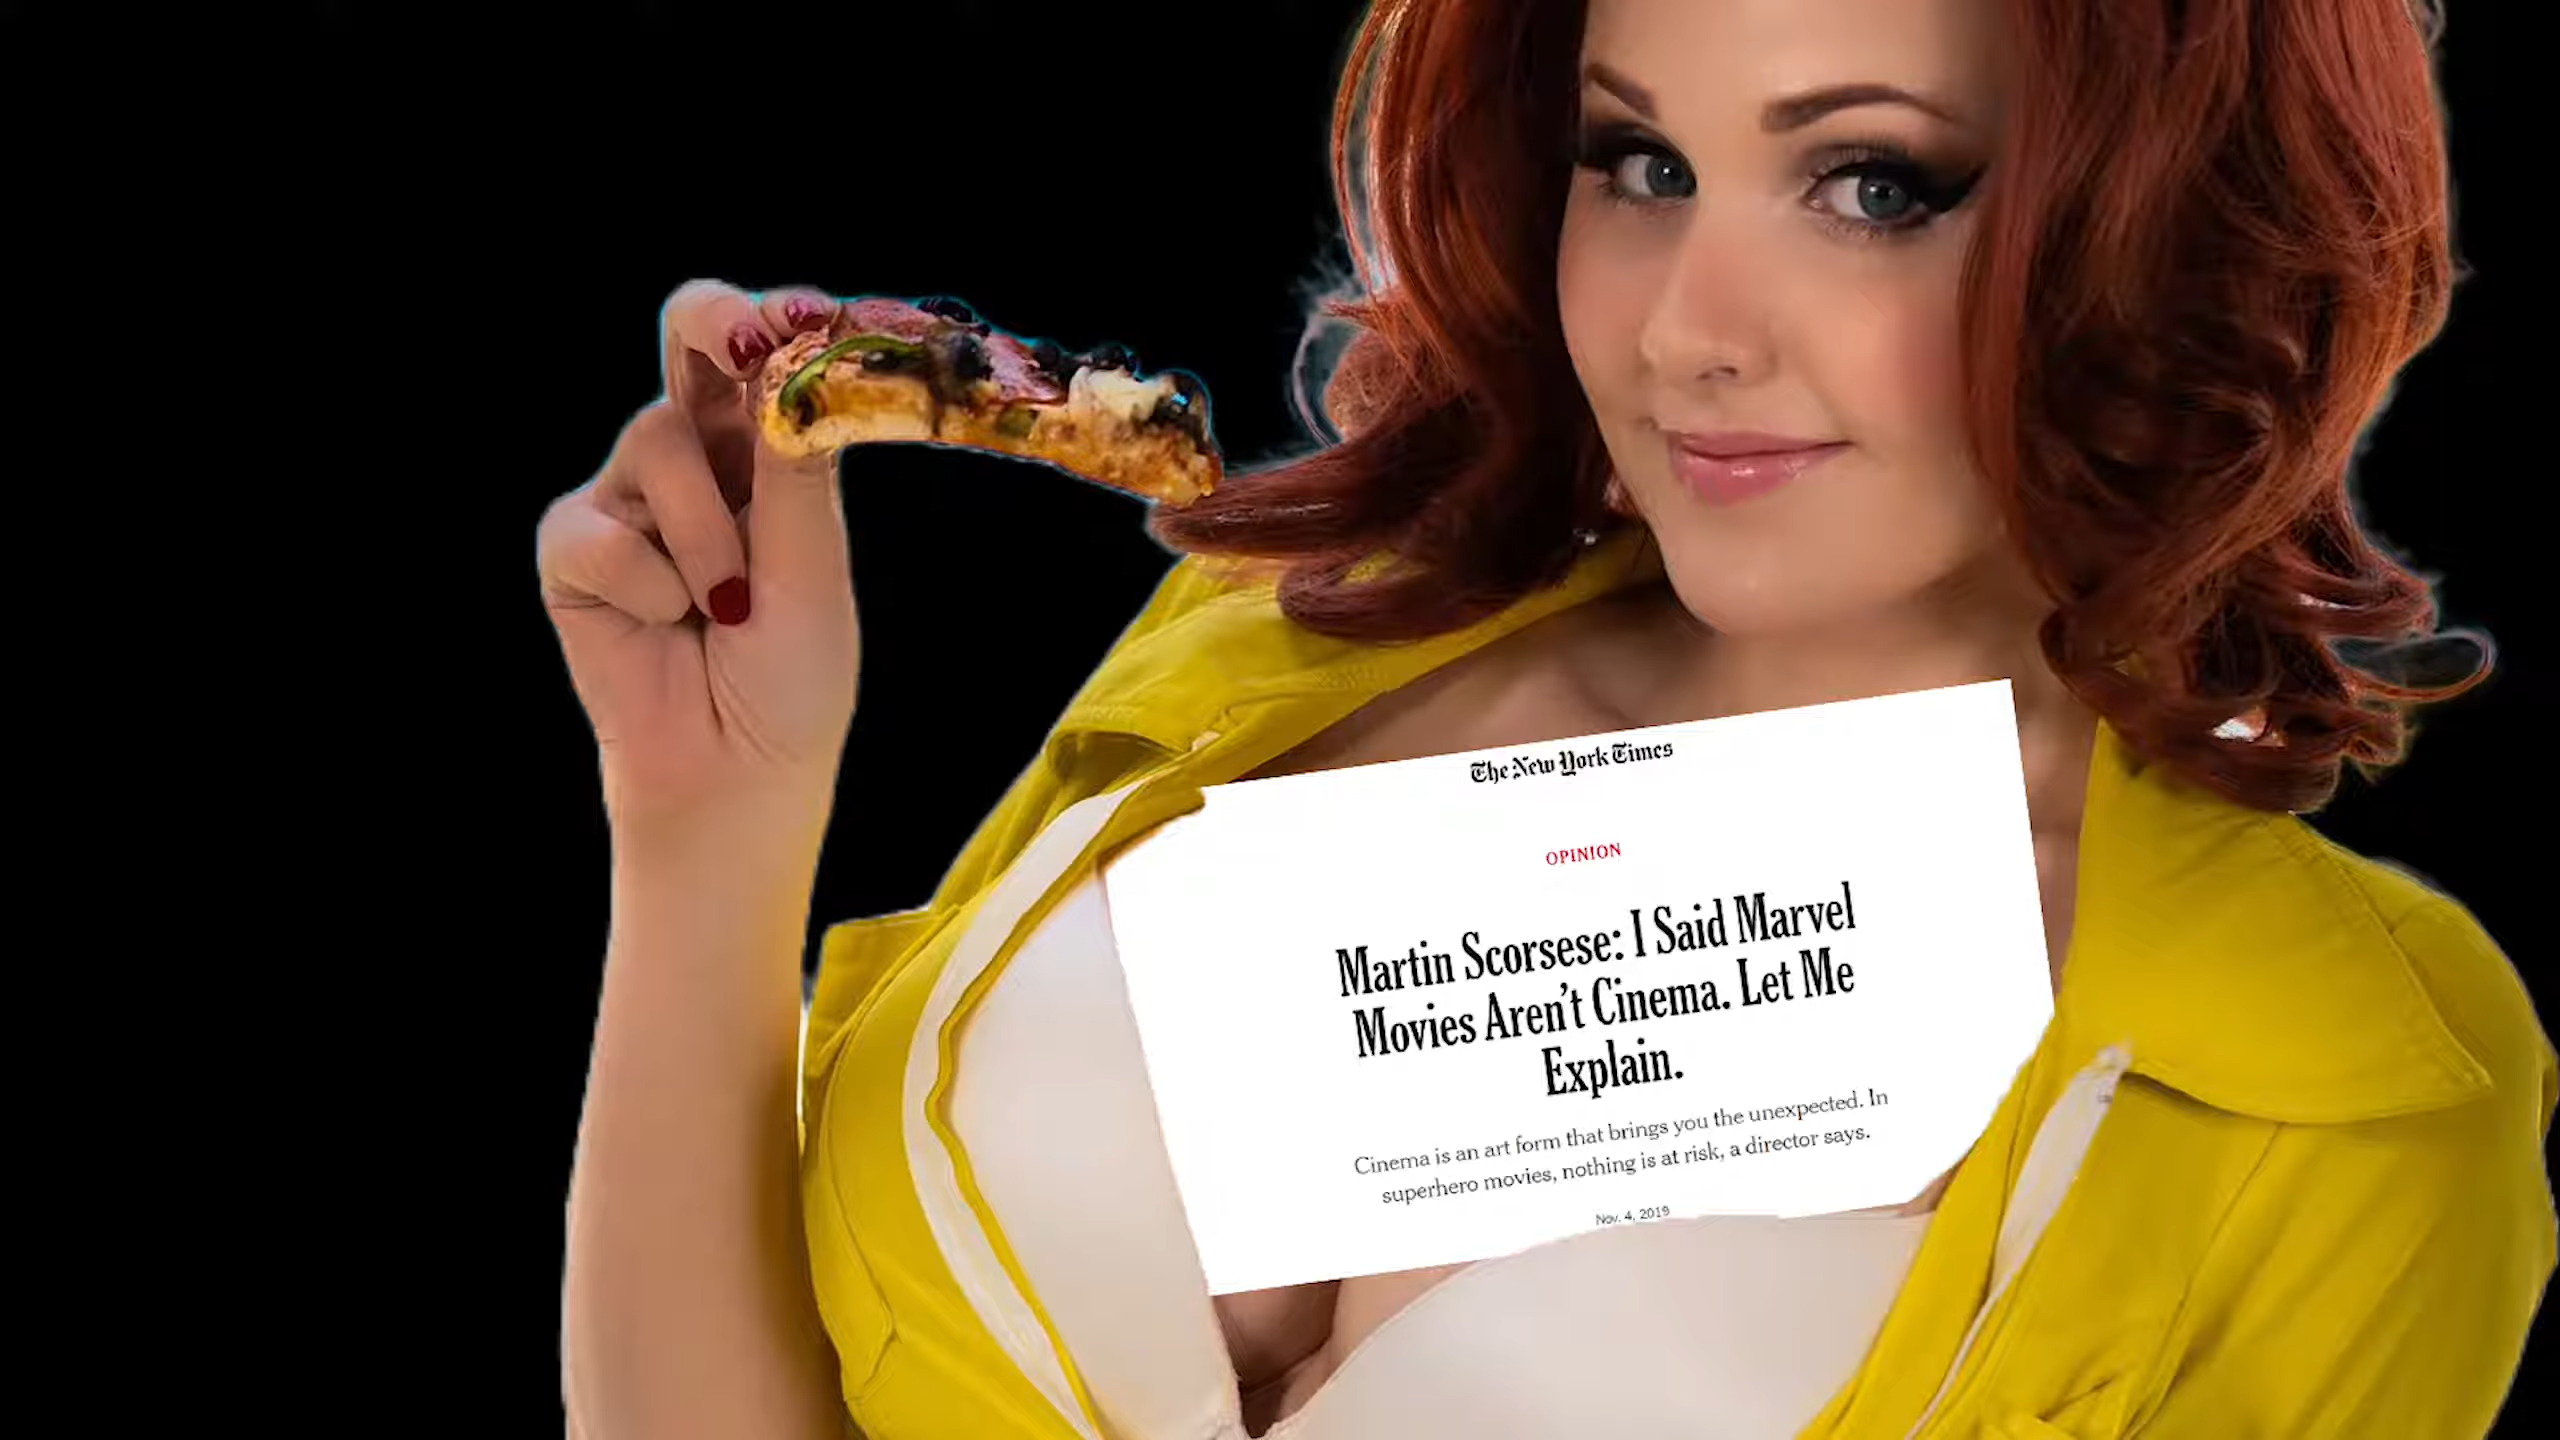 The New York Times
OPINION
Martin Scorsese: I Said Marvel
Movies Aren't Cinema. Let Me
Explain.
Cinema is an art form that brings you the unexpected. In
superhero movies, nothing is at risk, a director says.
Nov. 4, 2019